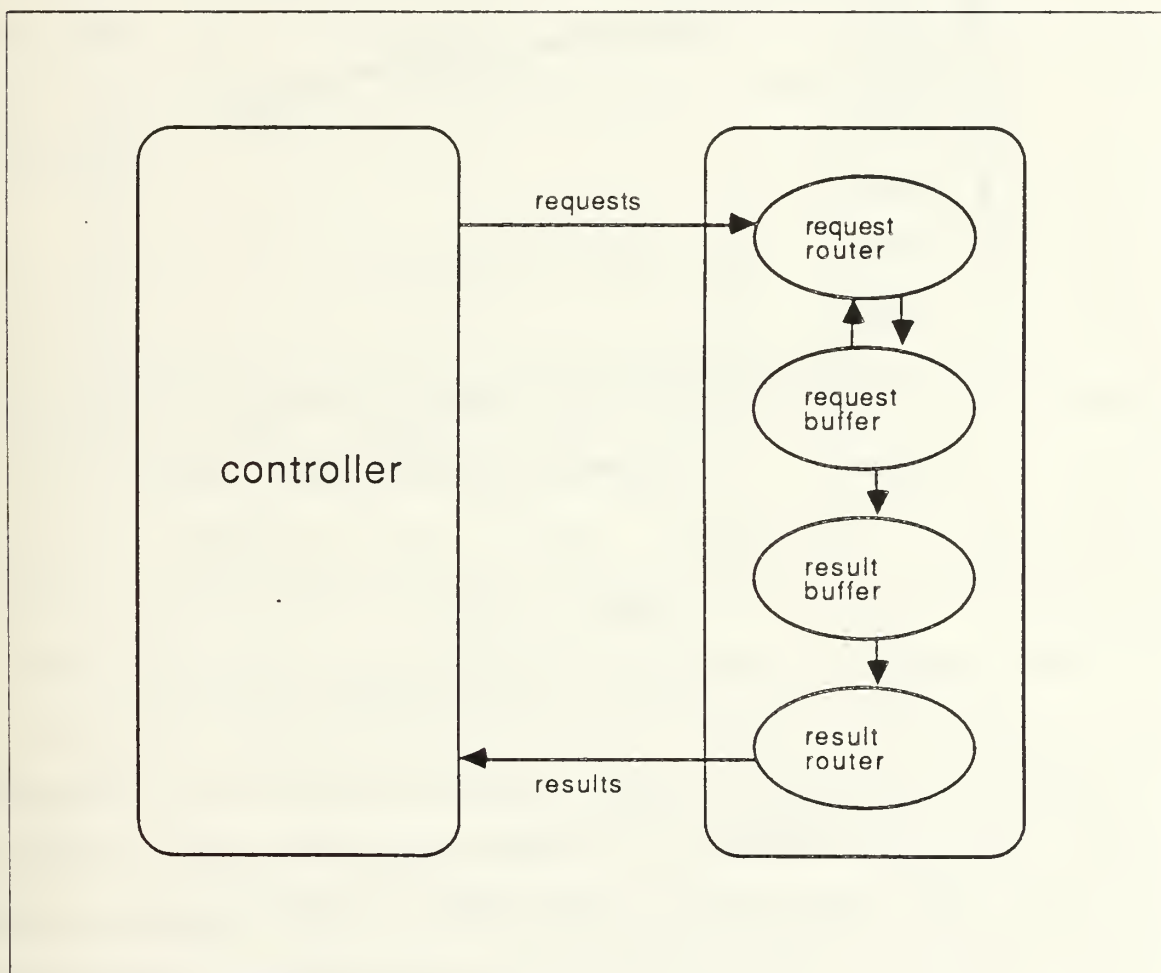 requests
request
router
request
buffer
controller
result
buffer
result
router
results